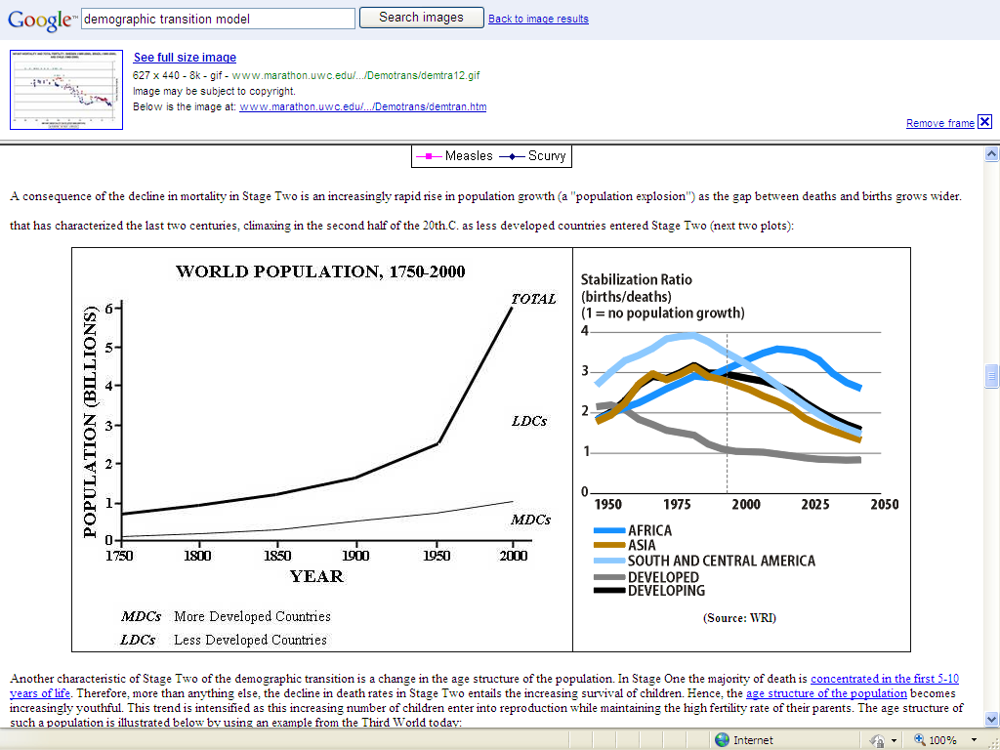 Google™ demographic transition model Search images Back to image results
See full size image
627 x 440 - 8k - gif - www.marathon.uwc.edu/.../Demotrans/demtra12.gif
Image may be subject to copyright.
Below is the image at: www.marathon.uwc.edu/.../Demotrans/demtran.htm
Remove frame
Measles Scurvy
A consequence of the decline in mortality in Stage Two is an increasingly rapid rise in population growth (a "population explosion") as the gap between deaths and births grows wider.
that has characterized the last two centuries, climaxing in the second half of the 20th.C. as less developed countries entered Stage Two (next two plots):
WORLD POPULATION, 1750-2000
POPULATION (BILLIONS)
6
5
4
3
2
1
0
TOTAL
LDCs
MDCs
1750 1800 1850 1900 1950 2000
YEAR
MDCs More Developed Countries
LDCs Less Developed Countries
Stabilization Ratio
(births/deaths)
(1 = no population growth)
4
3
2
1
0
1950 1975 2000 2025 2050
AFRICA
ASIA
SOUTH AND CENTRAL AMERICA
DEVELOPED
DEVELOPING
(Source: WRI)
Another characteristic of Stage Two of the demographic transition is a change in the age structure of the population. In Stage One the majority of death is concentrated in the first 5-10
years of life. Therefore, more than anything else, the decline in death rates in Stage Two entails the increasing survival of children. Hence, the age structure of the population becomes
increasingly youthful. This trend is intensified as this increasing number of children enter into reproduction while maintaining the high fertility rate of their parents. The age structure of
such a population is illustrated below by using an example from the Third World today:
Internet 100%